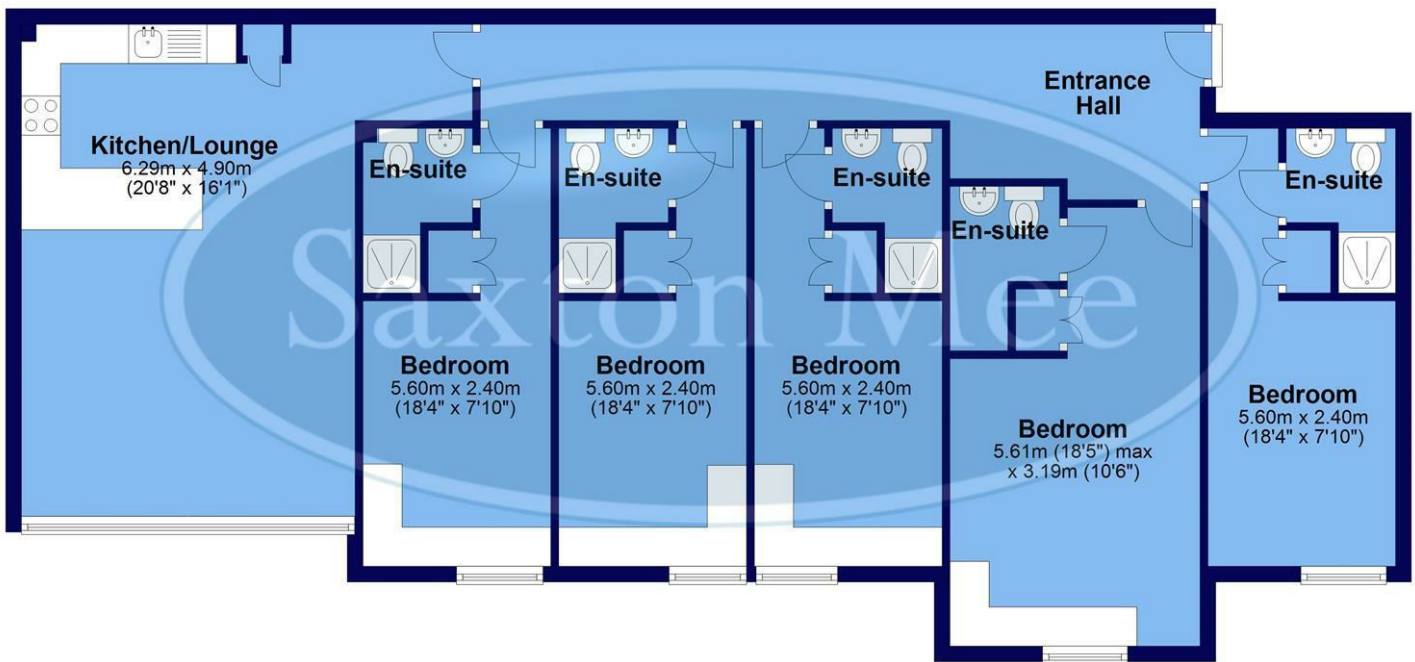 Entrance
Hall
Kitchen/Lounge
6.29m x 4.90m
(20'8" x 16'1")
En-suite
En-suite
En-suite
En-suite
En-suite
Saxton Mee
Bedroom
5.60m x 2.40m
(18'4" x 7'10")
Bedroom
5.60m x 2.40m
(18'4" x 7'10")
Bedroom
5.60m x 2.40m
(18'4" x 7'10")
Bedroom
5.61m (18'5") max
x 3.19m (10'6")
Bedroom
5.60m x 2.40m
(18'4" x 7'10")